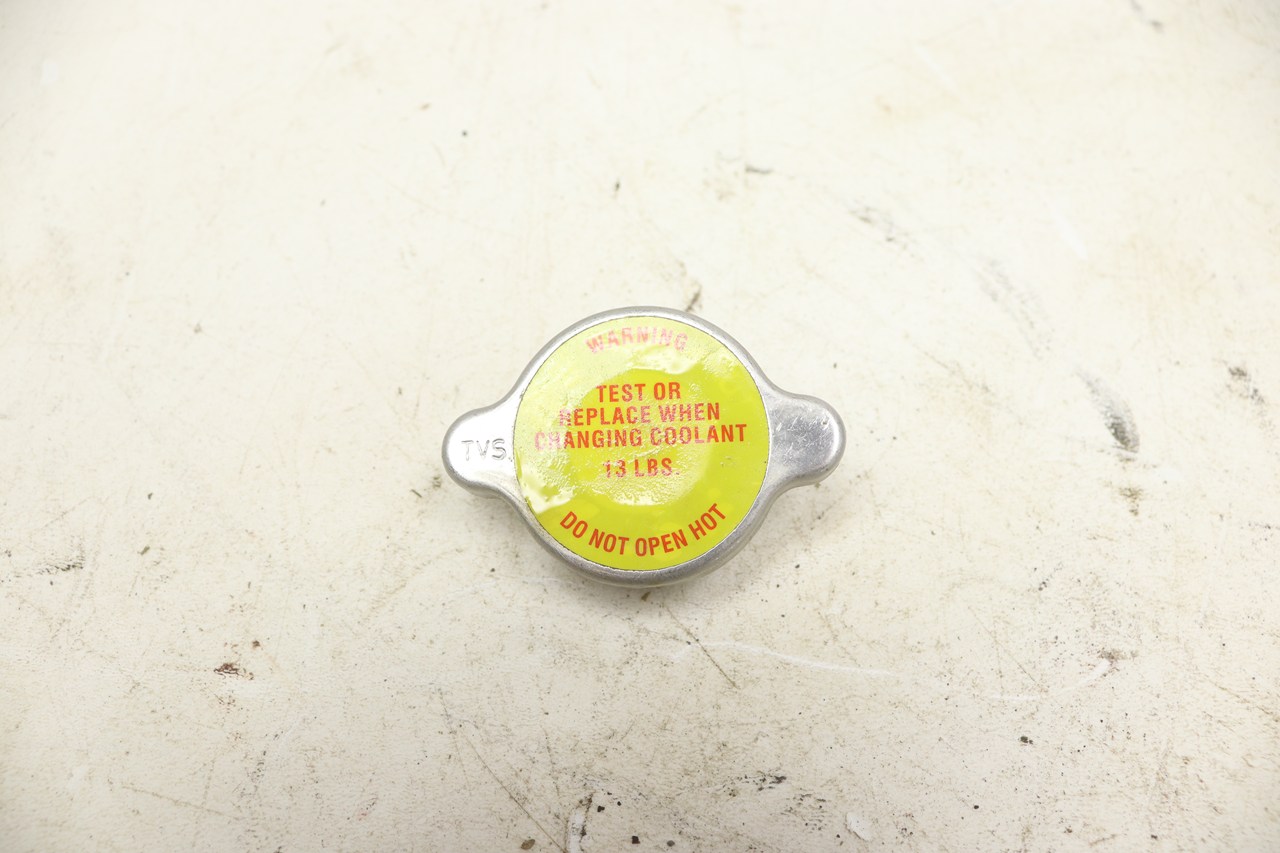 WARNING
TEST OR
REPLACE WHEN
CHANGING COOLANT
13 LBS.
DO NOT OPEN HOT
TVS